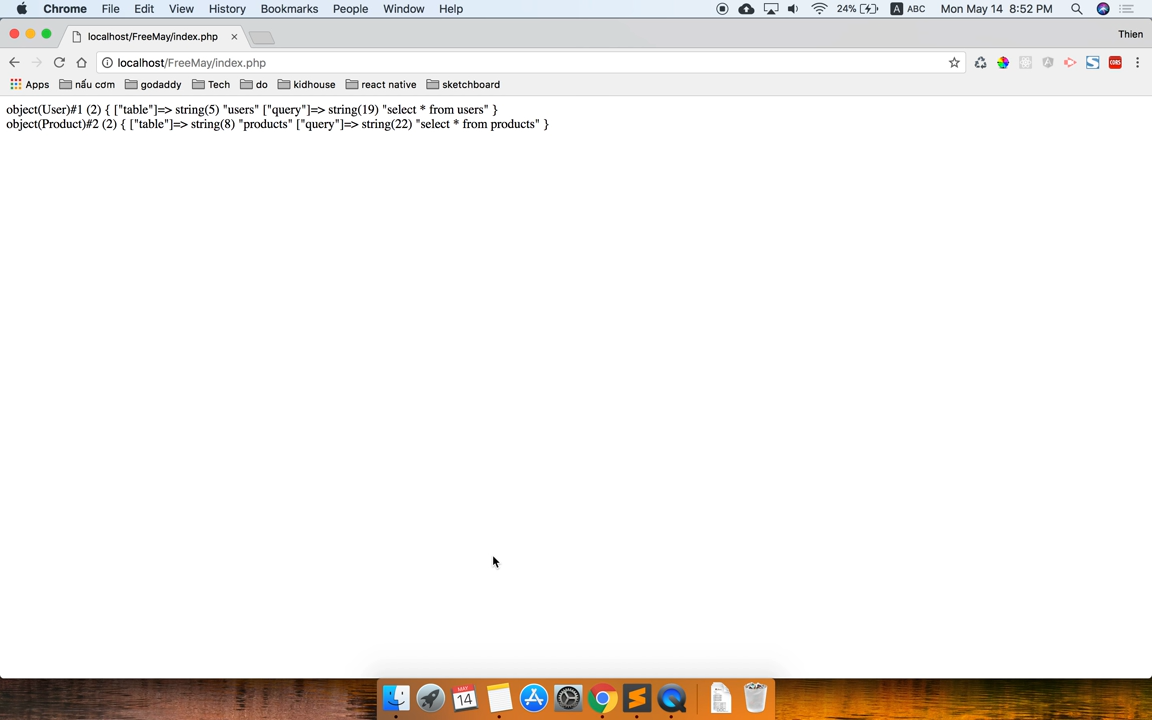 Chrome File Edit View History Bookmarks People Window Help 24% A ABC Mon May 14 8:52 PM
localhost/FreeMay/index.php Thien
localhost/FreeMay/index.php CORS
Apps nấu cơm godaddy Tech do kidhouse react native sketchboard
object(User)#1 (2) { ["table"]=> string(5) "users" ["query"]=> string(19) "select * from users" }
object(Product)#2 (2) { ["table"]=> string(8) "products" ["query"]=> string(22) "select * from products" }
MAY
14